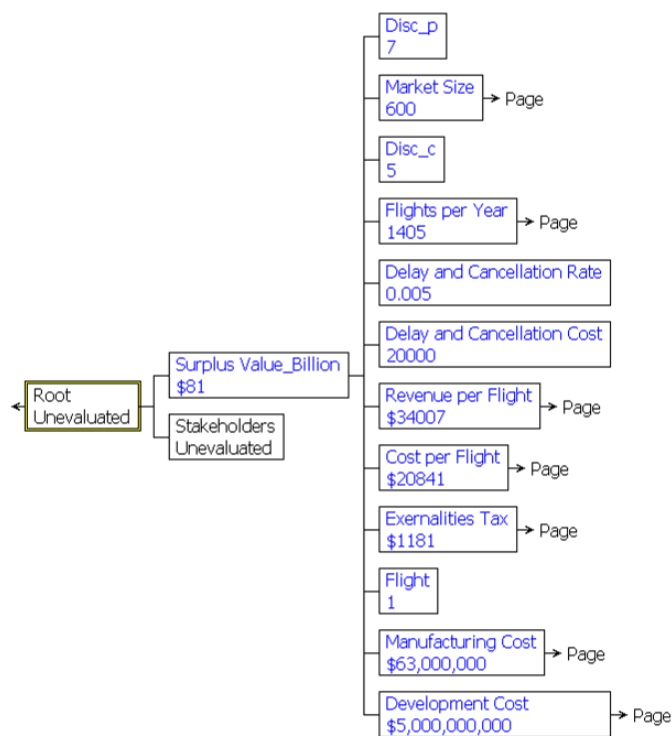 Disc_p
7
Market Size
600
Page
Disc_c
5
Flights per Year
1405
Page
Delay and Cancellation Rate
0.005
Delay and Cancellation Cost
20000
Surplus Value_Billion
$81
Root
Unevaluated
Stakeholders
Unevaluated
Revenue per Flight
$34007
Page
Cost per Flight
$20841
Page
Exernalities Tax
$1181
Page
Flight
1
Manufacturing Cost
$63,000,000
Page
Development Cost
$5,000,000,000
Page